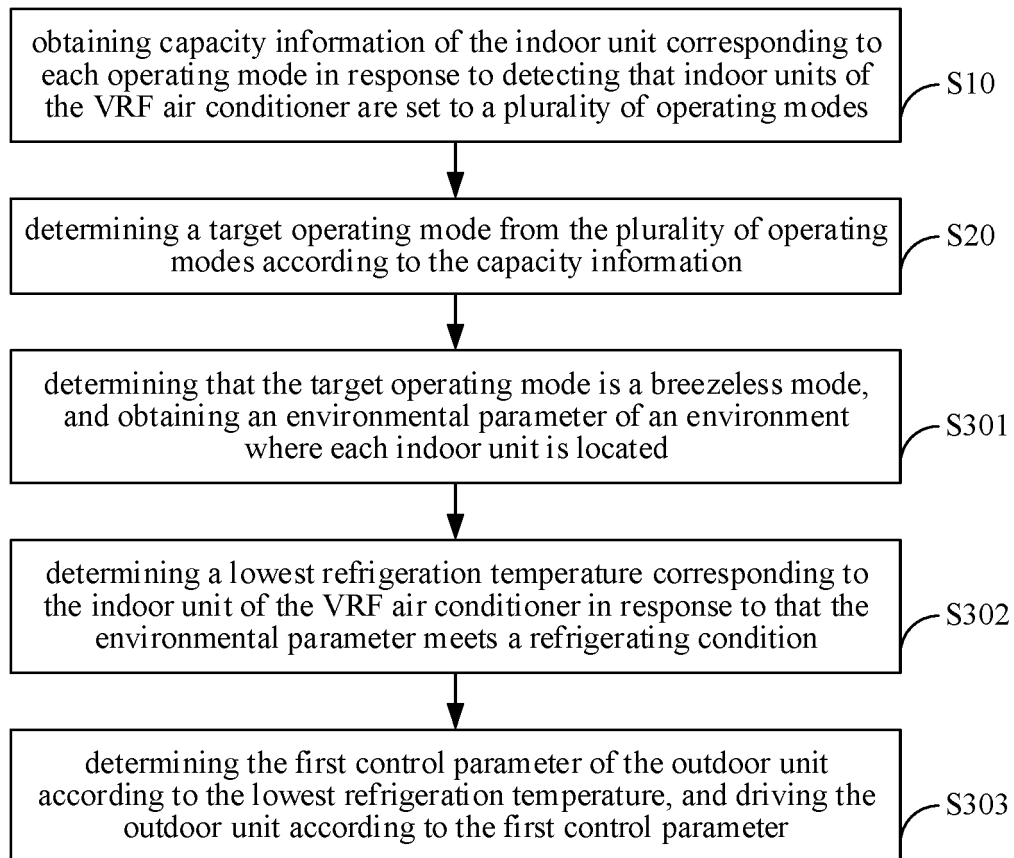 obtaining capacity information of the indoor unit corresponding to
each operating mode in response to detecting that indoor units of
the VRF air conditioner are set to a plurality of operating modes
S10
determining a target operating mode from the plurality of operating
modes according to the capacity information
S20
determining that the target operating mode is a breezeless mode,
and obtaining an environmental parameter of an environment
where each indoor unit is located
S301
determining a lowest refrigeration temperature corresponding to
the indoor unit of the VRF air conditioner in response to that the
environmental parameter meets a refrigerating condition
S302
determining the first control parameter of the outdoor unit
according to the lowest refrigeration temperature, and driving the
outdoor unit according to the first control parameter
S303